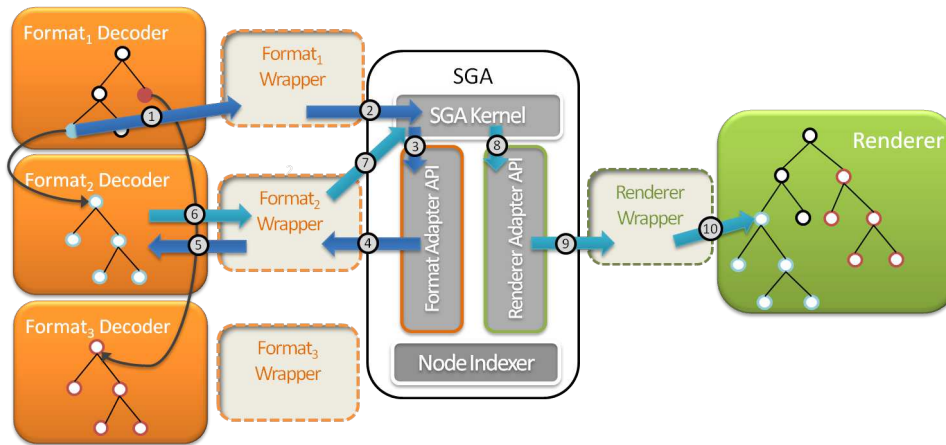 Format₁ Decoder
Format₁
Wrapper
SGA
SGA Kernel
1
2
3
8
7
Format₂ Decoder
Format₂
Wrapper
6
5
4
Format Adapter API
Renderer Adapter API
9
Renderer
Wrapper
10
Renderer
Format₃ Decoder
Format₃
Wrapper
Node Indexer